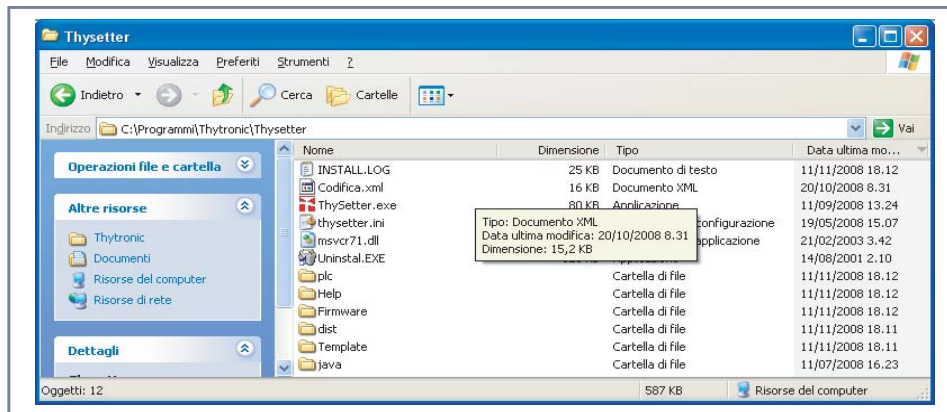 Thysetter
File Modifica Visualizza Preferiti Strumenti ?
Indietro Cerca Cartelle
Indirizzo C:\Programmi\Thytronic\Thysetter Vai
Nome Dimensione Tipo Data ultima mo...
Operazioni file e cartella
Altre risorse
Thytronic
Documenti
Risorse del computer
Risorse di rete
Dettagli
INSTALL.LOG 25 KB Documento di testo 11/11/2008 18.12
Codifica.xml 16 KB Documento XML 20/10/2008 8.31
ThySetter.exe 80 KB Applicazione 11/09/2008 13.24
thysetter.ini configurazione 19/05/2008 15.07
msvcr71.dll applicazione 21/02/2003 3.42
Uninstal.EXE 14/08/2001 2.10
plc Cartella di file 11/11/2008 18.12
Help Cartella di file 11/11/2008 18.12
Firmware Cartella di file 11/11/2008 18.12
dist Cartella di file 11/11/2008 18.11
Template Cartella di file 11/11/2008 18.11
java Cartella di file 11/07/2008 16.23
Tipo: Documento XML
Data ultima modifica: 20/10/2008 8.31
Dimensione: 15,2 KB
Oggetti: 12 587 KB Risorse del computer